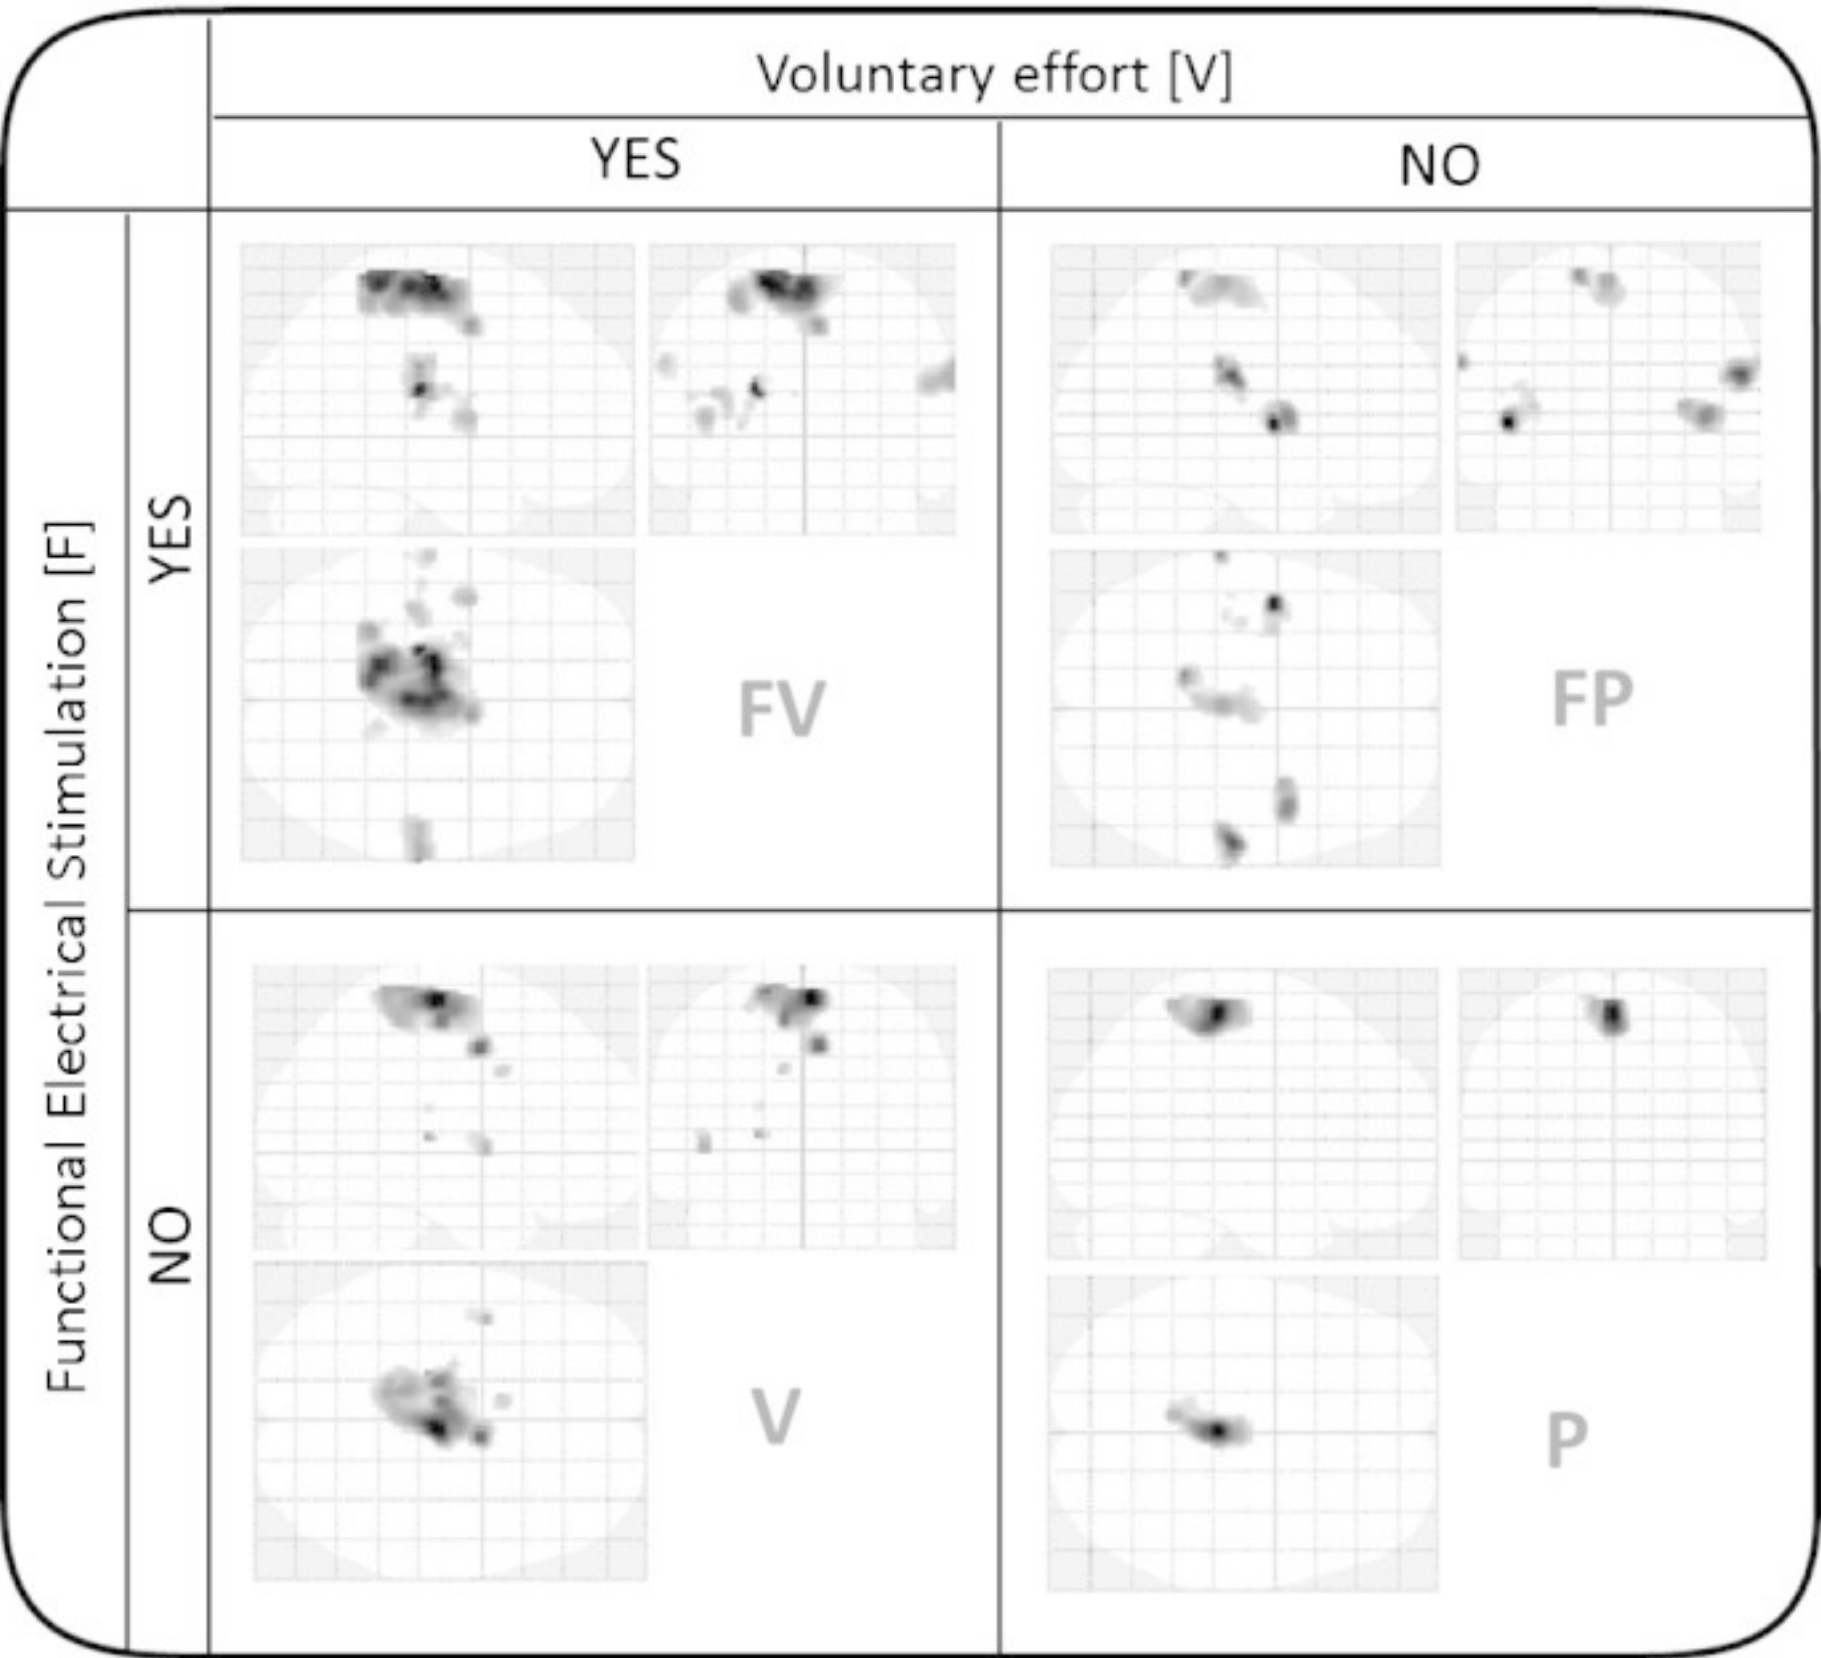 Voluntary effort [V]
YES
NO
Functional Electrical Stimulation [F]
YES
FV
FP
NO
V
P